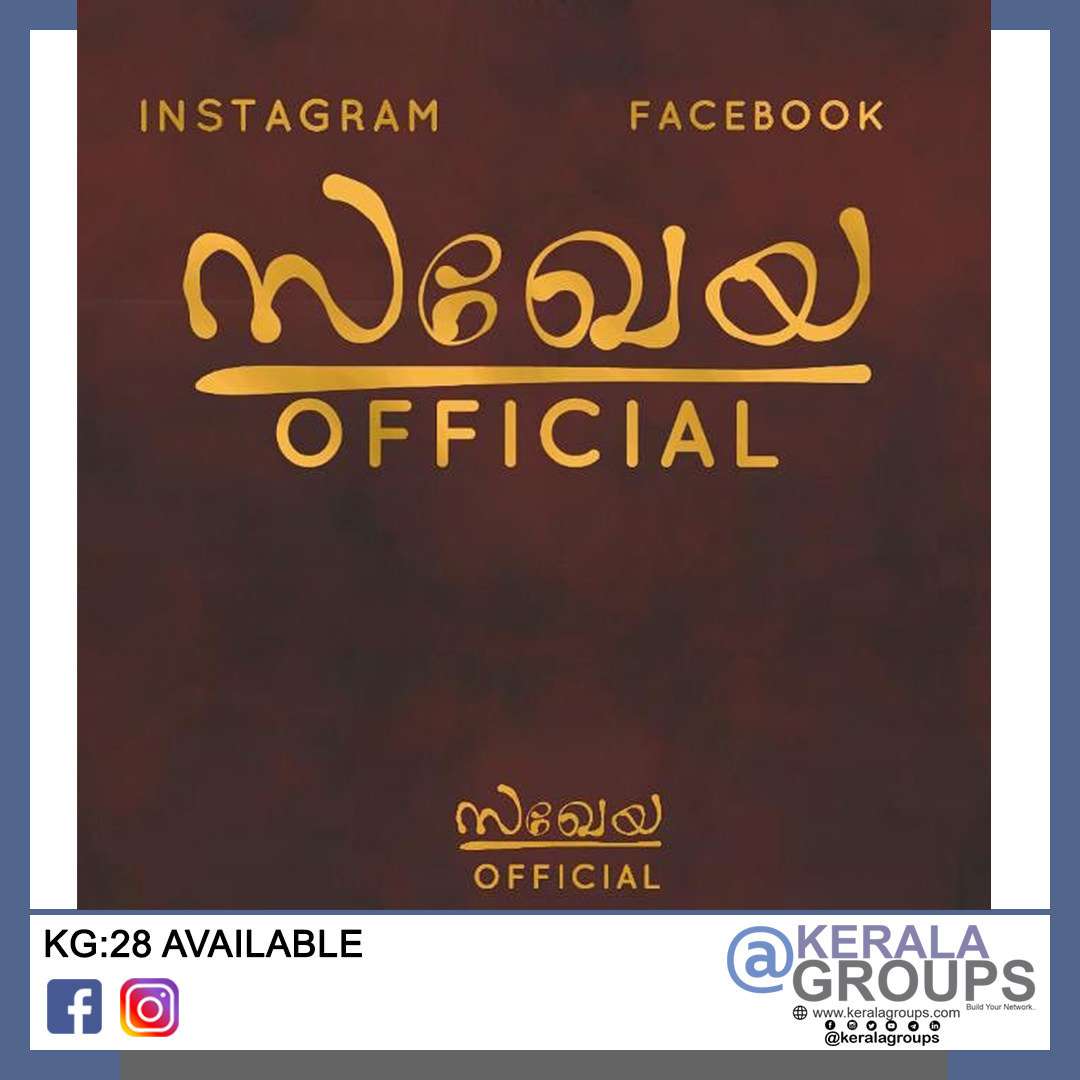 INSTAGRAM FACEBOOK
സഖേയ
OFFICIAL
സഖേയ
OFFICIAL
KG:28 AVAILABLE
@KERALA
GROUPS
Build Your Network..
www.keralagroups.com
@keralagroups